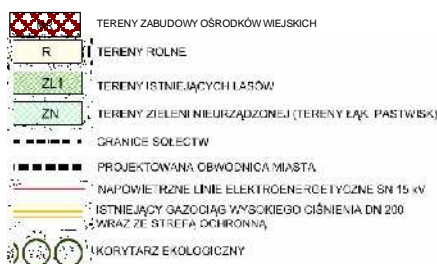 TERENY ZABUDOWY OŚRODKÓW WIEJSKICH
R TERENY ROLNE
ZL1 TERENY ISTNIEJĄCYCH LASÓW
ZN TERENY ZIELENI NIEURZĄDZONEJ (TERENY ŁĄK, PASTWISK)
GRANICE SOŁECTW
PROJEKTOWANA OBWODNICA MIASTA
NAPOWIETRZNE LINIE ELEKTROENERGETYCZNE SN 15 kV
ISTNIEJĄCY GAZOCIĄG WYSOKIEGO CIŚNIENIA DN 200
WRAZ ZE STREFĄ OCHRONNĄ
KORYTARZ EKOLOGICZNY